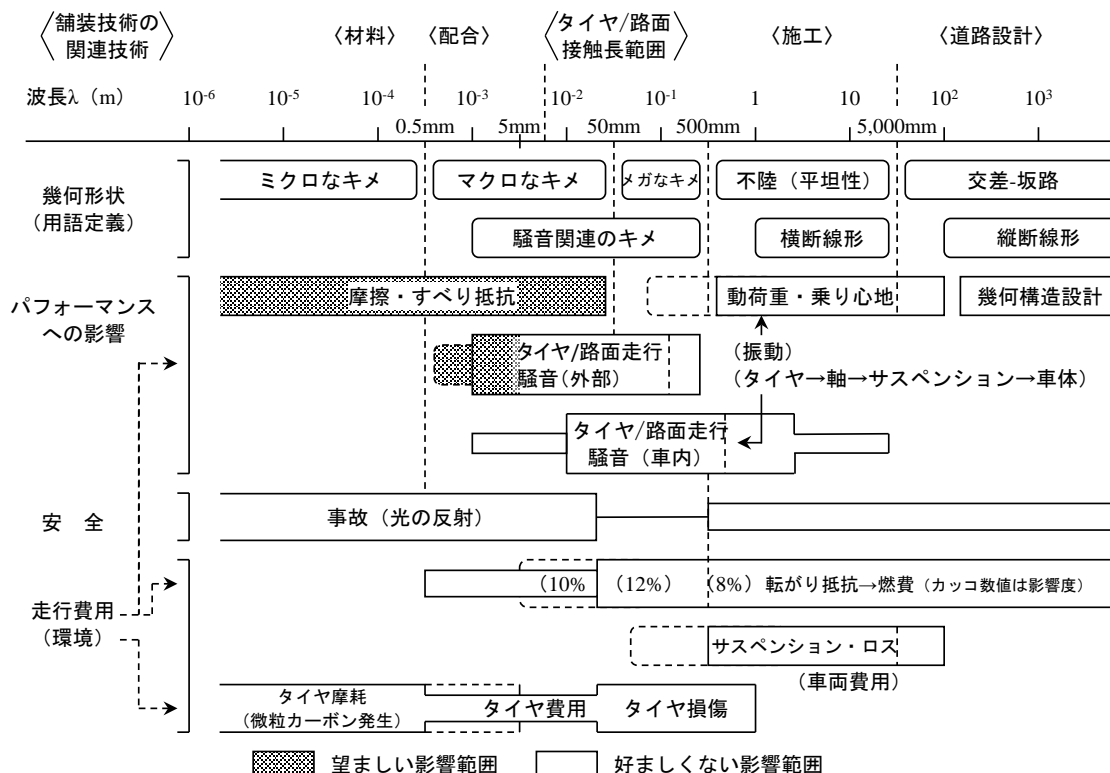 舗装技術の
関連技術
〈材料〉
〈配合〉
タイヤ/路面
接触長範囲
〈施工〉
〈道路設計〉
波長λ（m）
10-6
10-5
10-4
10-3
10-2
10-1
1
10
102
103
0.5mm
5mm
50mm
500mm
5,000mm
幾何形状
（用語定義）
ミクロなキメ
マクロなキメ
メガなキメ
不陸（平坦性）
交差-坂路
騒音関連のキメ
横断線形
縦断線形
パフォーマンス
への影響
摩擦・すべり抵抗
動荷重・乗り心地
幾何構造設計
タイヤ/路面走行
騒音（外部）
（振動）
（タイヤ→軸→サスペンション→車体）
タイヤ/路面走行
騒音（車内）
安　全
事故（光の反射）
走行費用
（環境）
（10%
（12%）
（8%）転がり抵抗→燃費（カッコ数値は影響度）
サスペンション・ロス
（車両費用）
タイヤ摩耗
（微粒カーボン発生）
タイヤ費用
タイヤ損傷
望ましい影響範囲
好ましくない影響範囲